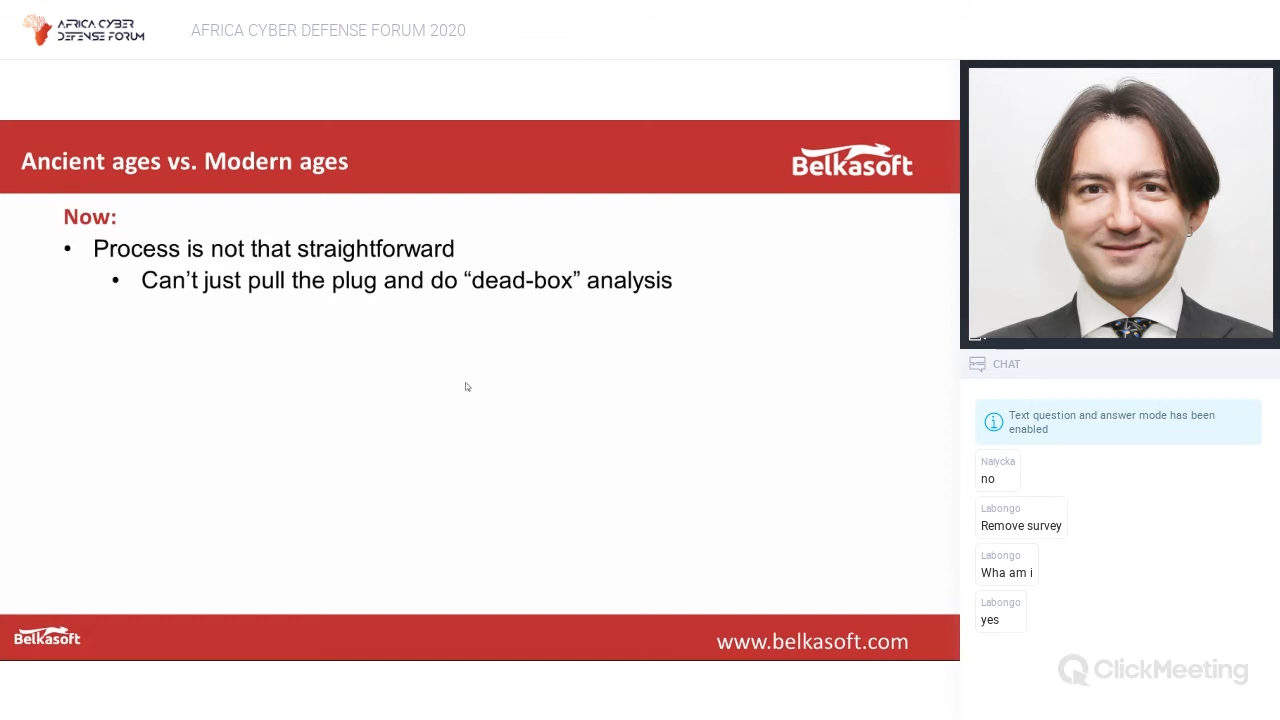 AFRICA CYBER
DEFENSE FORUM
AFRICA CYBER DEFENSE FORUM 2020
Ancient ages vs. Modern ages
Belkasoft
Now:
• Process is not that straightforward
• Can't just pull the plug and do “dead-box” analysis
Belkasoft
www.belkasoft.com
CHAT
Text question and answer mode has been
enabled
Nalycka
no
Labongo
Remove survey
Labongo
Wha am i
Labongo
yes
ClickMeeting